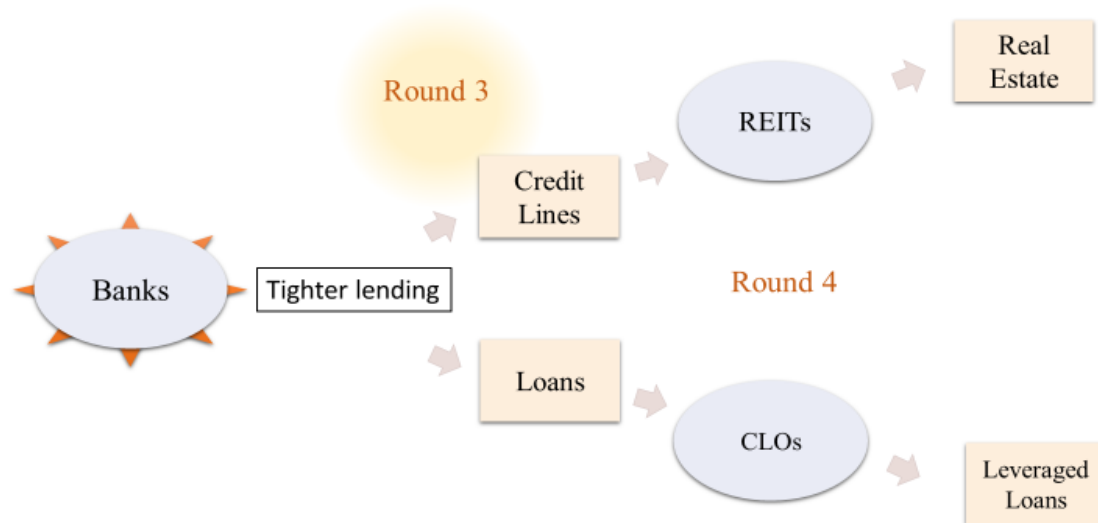 Real
Estate
Round 3
REITs
Credit
Lines
Banks
Tighter lending
Round 4
Loans
CLOs
Leveraged
Loans